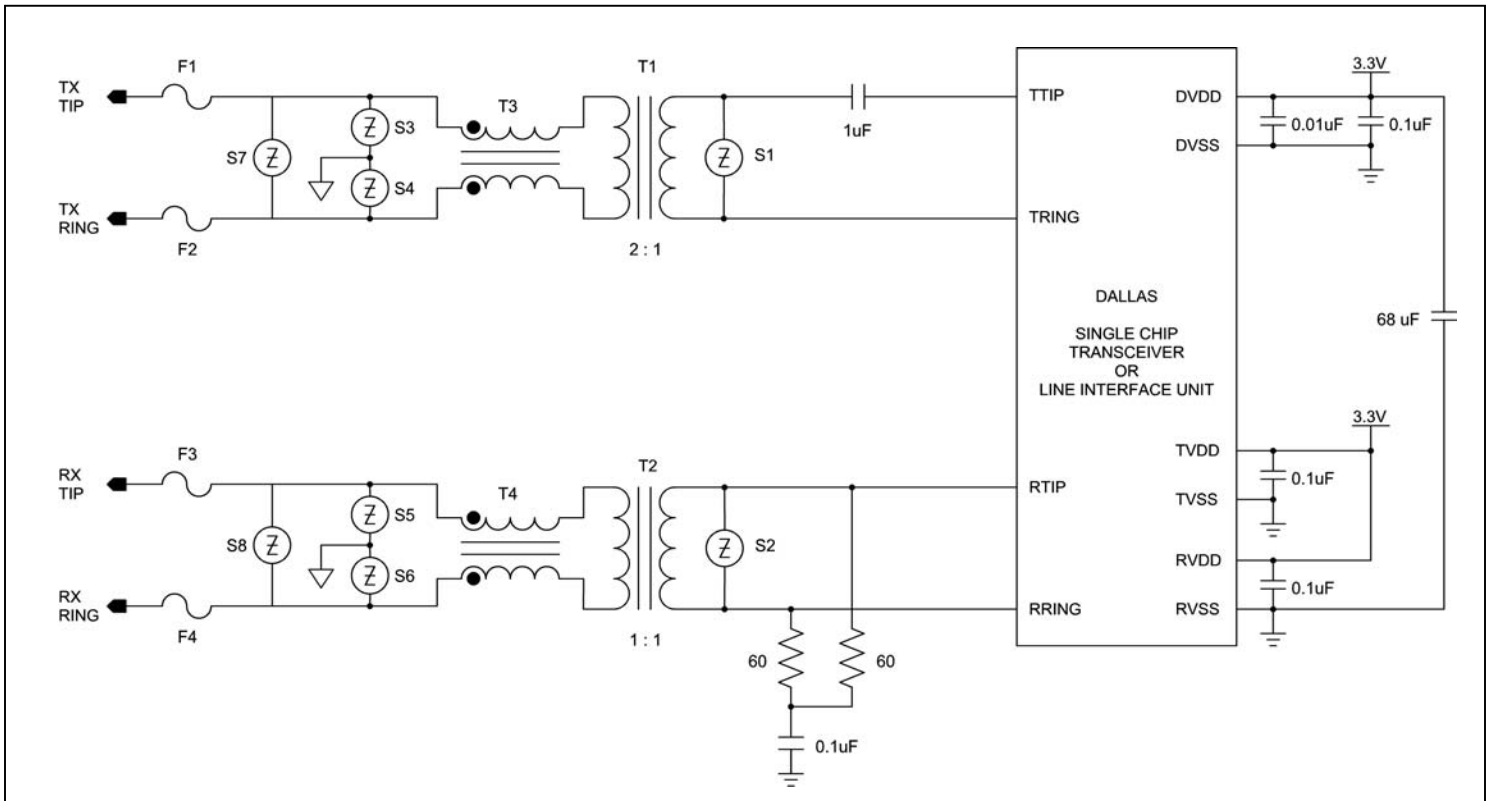 TX
TIP
F1
S7
S3
S4
T3
T1
2 : 1
S1
1uF
TX
RING
F2
TTIP
TRING
DALLAS
SINGLE CHIP
TRANSCEIVER
OR
LINE INTERFACE UNIT
DVDD
DVSS
3.3V
0.01uF
0.1uF
68 uF
RX
TIP
F3
S8
S5
S6
T4
T2
1 : 1
S2
RX
RING
F4
60
60
0.1uF
RTIP
RRING
TVDD
TVSS
RVDD
RVSS
3.3V
0.1uF
0.1uF